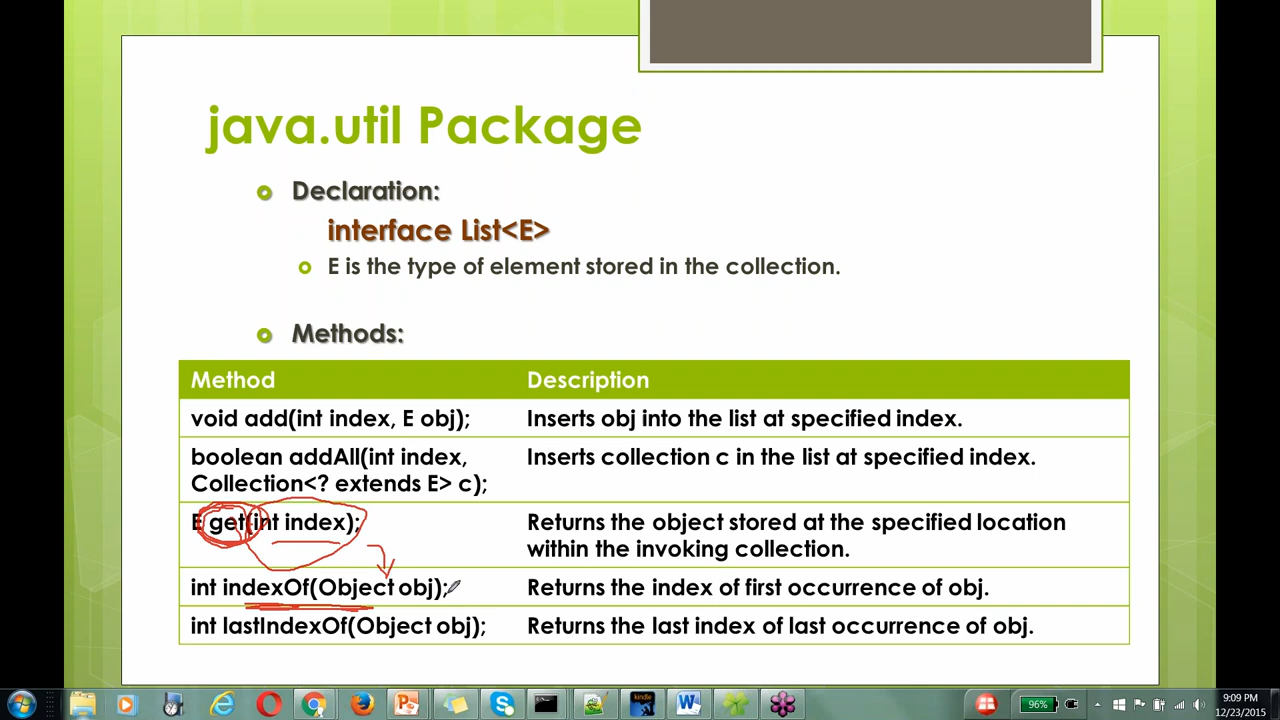 java.util Package
Declaration:
interface List<E>
E is the type of element stored in the collection.
Methods:
Method Description
void add(int index, E obj); Inserts obj into the list at specified index.
boolean addAll(int index, Inserts collection c in the list at specified index.
Collection<? extends E> c);
E get(int index); Returns the object stored at the specified location
within the invoking collection.
int indexOf(Object obj); Returns the index of first occurrence of obj.
int lastIndexOf(Object obj); Returns the last index of last occurrence of obj.
kindle
96%
9:09 PM
12/23/2015